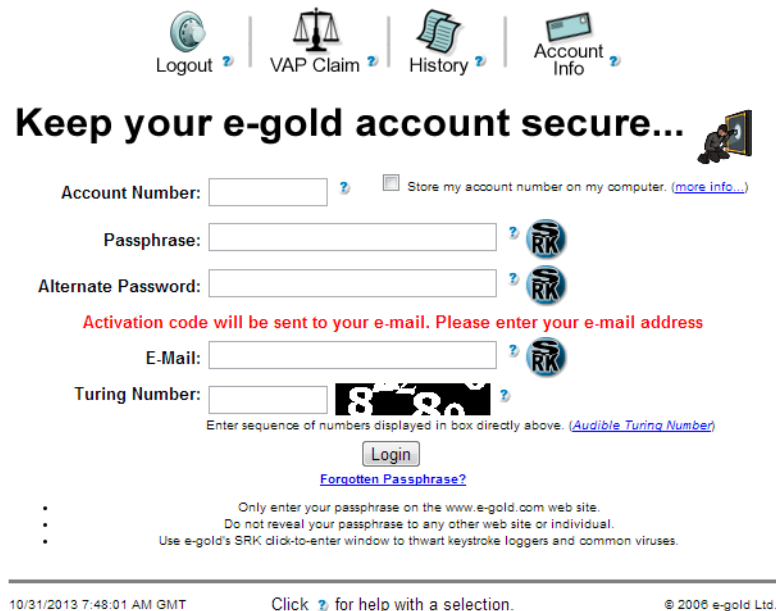 Logout ? VAP Claim ? History ? Account Info ?
Keep your e-gold account secure...
Account Number: ? Store my account number on my computer. (more info...)
Passphrase: ? SRK
Alternate Password: ? SRK
Activation code will be sent to your e-mail. Please enter your e-mail address
E-Mail: ? SRK
Turing Number: ?
Enter sequence of numbers displayed in box directly above. (Audible Turing Number)
Login
Forgotten Passphrase?
• Only enter your passphrase on the www.e-gold.com web site.
• Do not reveal your passphrase to any other web site or individual.
• Use e-gold's SRK click-to-enter window to thwart keystroke loggers and common viruses.
10/31/2013 7:48:01 AM GMT Click ? for help with a selection. © 2006 e-gold Ltd.